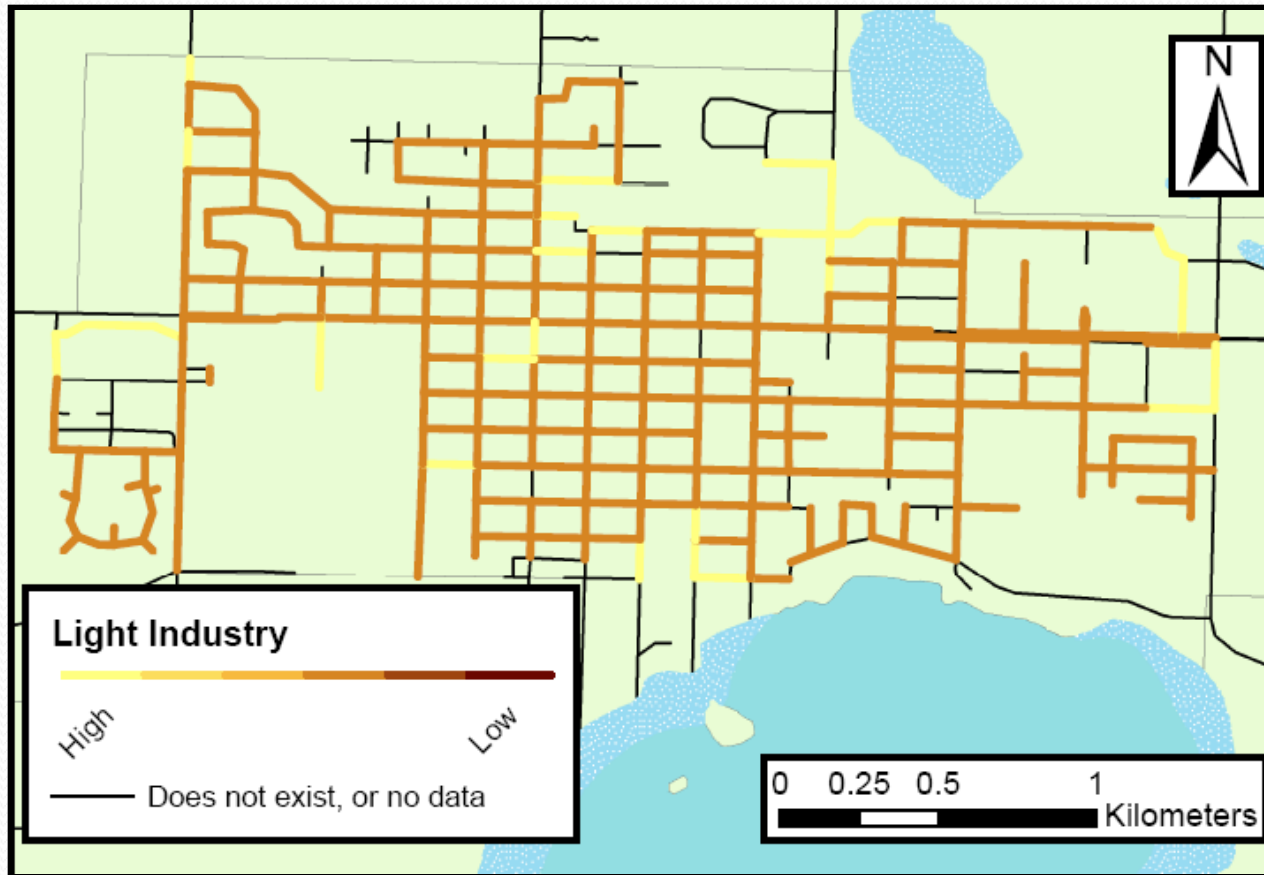 N
Light Industry
High
Low
Does not exist, or no data
0 0.25 0.5 1
Kilometers